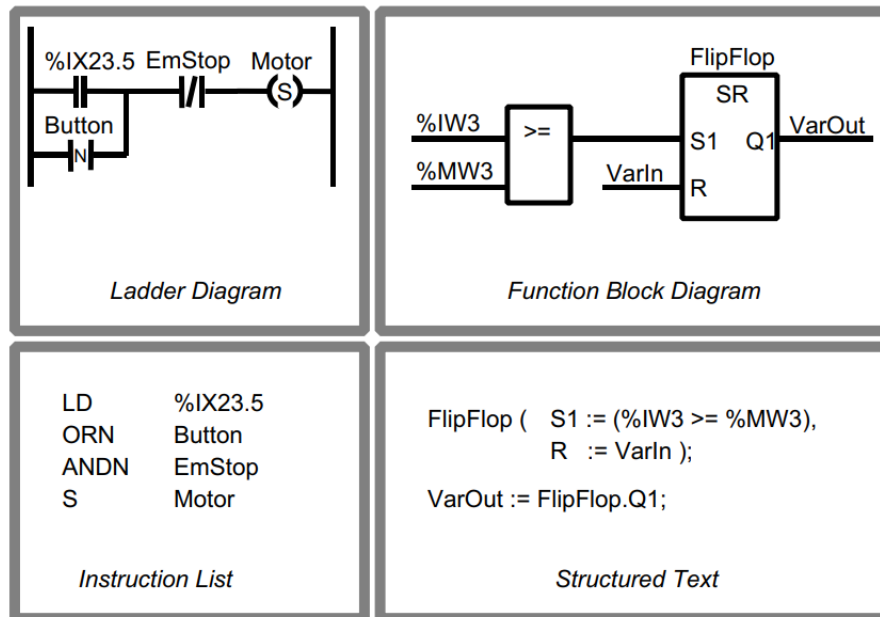 %IX23.5 EmStop Motor
S
Button
N
Ladder Diagram
FlipFlop
SR
%IW3 >= S1 Q1 VarOut
%MW3 VarIn R
Function Block Diagram
LD %IX23.5
ORN Button
ANDN EmStop
S Motor
Instruction List
FlipFlop ( S1 := (%IW3 >= %MW3),
R := VarIn );
VarOut := FlipFlop.Q1;
Structured Text